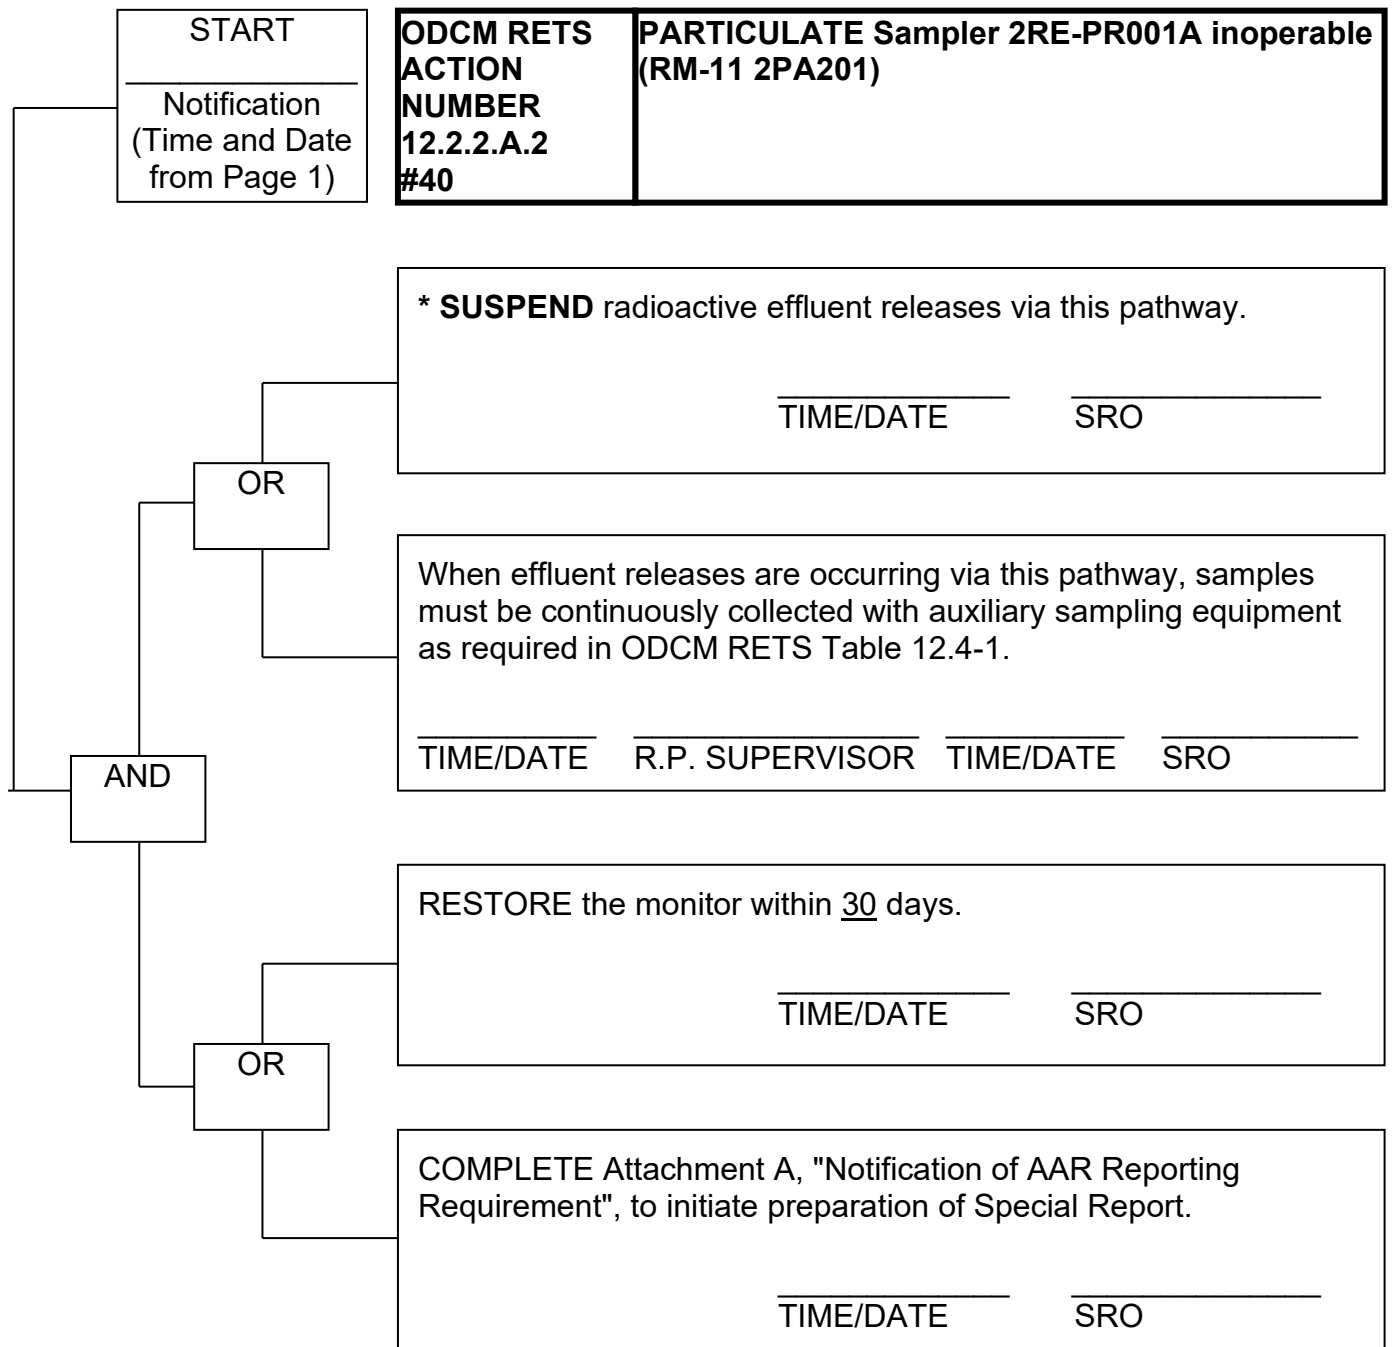 START
Notification
(Time and Date
from Page 1)
ODCM RETS
ACTION
NUMBER
12.2.2.A.2
#40
PARTICULATE Sampler 2RE-PR001A inoperable
(RM-11 2PA201)
* SUSPEND radioactive effluent releases via this pathway.
TIME/DATE SRO
OR
When effluent releases are occurring via this pathway, samples
must be continuously collected with auxiliary sampling equipment
as required in ODCM RETS Table 12.4-1.
TIME/DATE R.P. SUPERVISOR TIME/DATE SRO
AND
RESTORE the monitor within 30 days.
TIME/DATE SRO
OR
COMPLETE Attachment A, "Notification of AAR Reporting
Requirement", to initiate preparation of Special Report.
TIME/DATE SRO